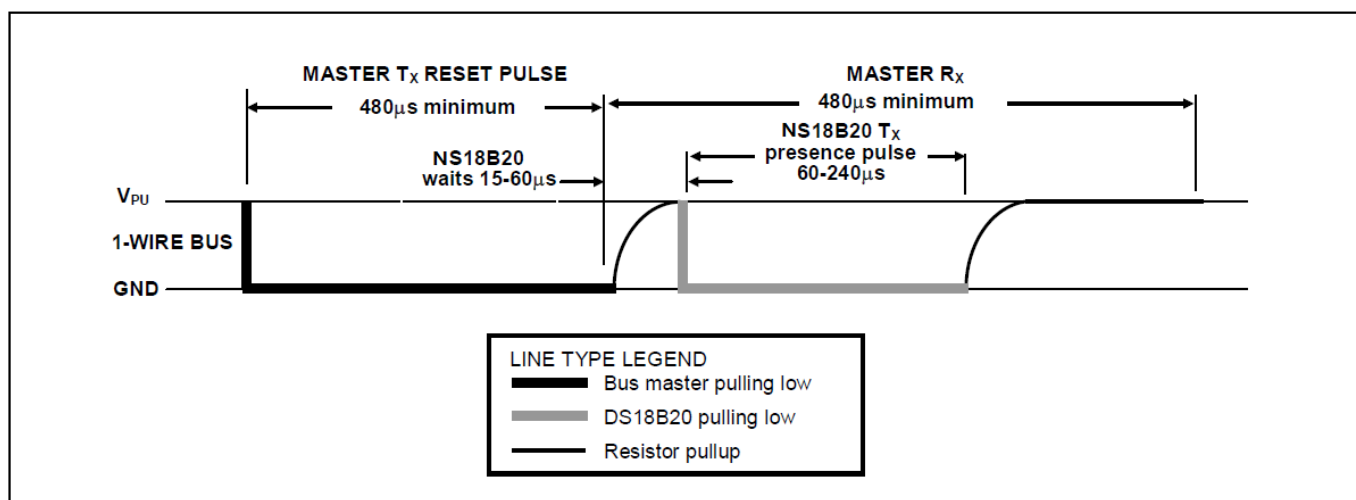 MASTER TX RESET PULSE
480μs minimum
MASTER RX
480μs minimum
NS18B20
waits 15-60μs
NS18B20 TX
presence pulse
60-240μs
VPU
1-WIRE BUS
GND
LINE TYPE LEGEND
Bus master pulling low
DS18B20 pulling low
Resistor pullup